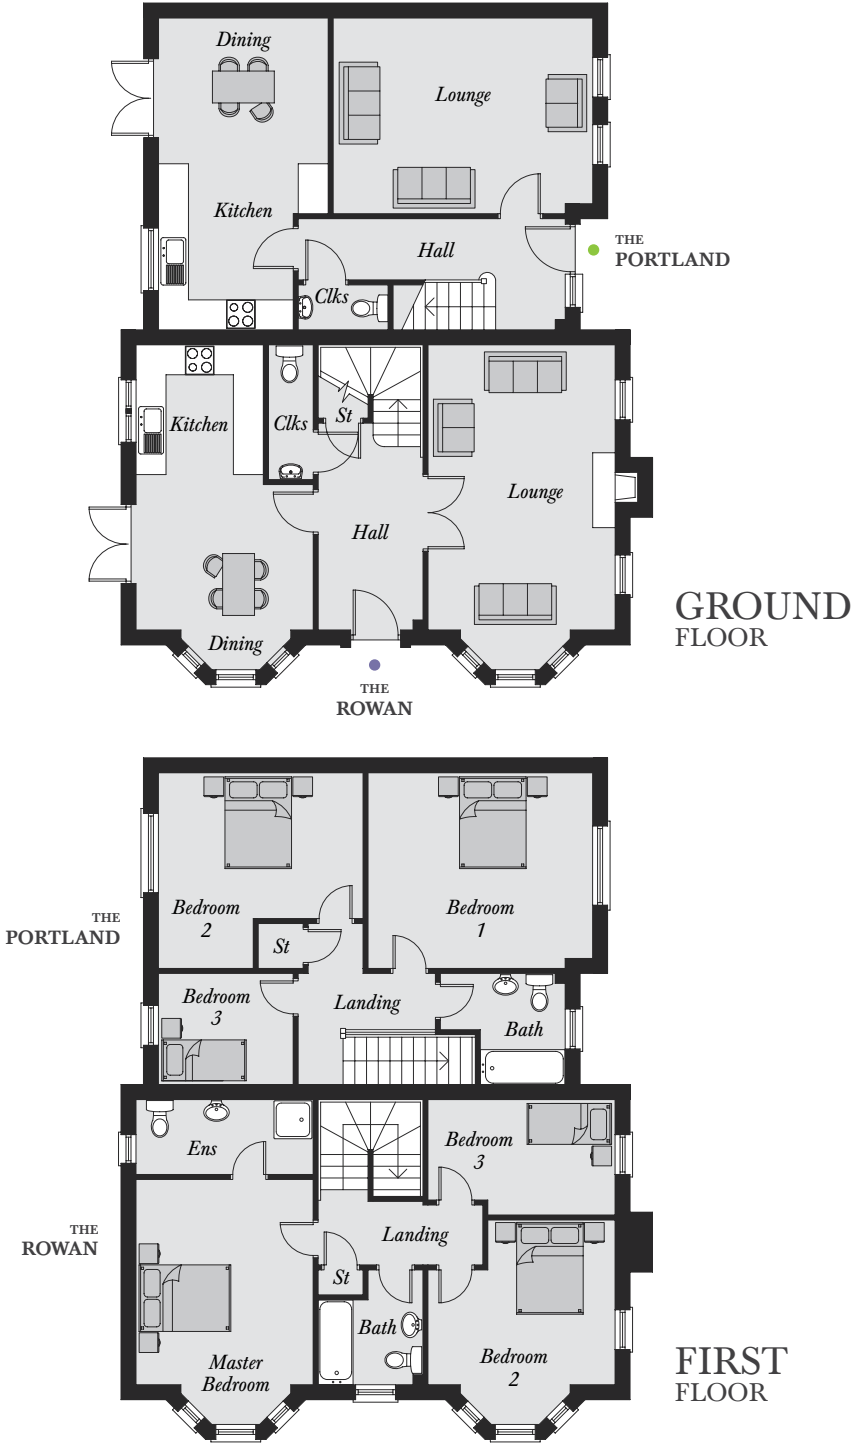 Dining
Lounge
Kitchen
Hall
THE
PORTLAND
Clks
Kitchen
Clks
St
Lounge
Hall
GROUND
FLOOR
Dining
THE
ROWAN
Bedroom
2
Bedroom
1
THE
PORTLAND
St
Bedroom
3
Landing
Bath
Ens
Bedroom
3
THE
ROWAN
Landing
St
Bath
Master
Bedroom
Bedroom
2
FIRST
FLOOR